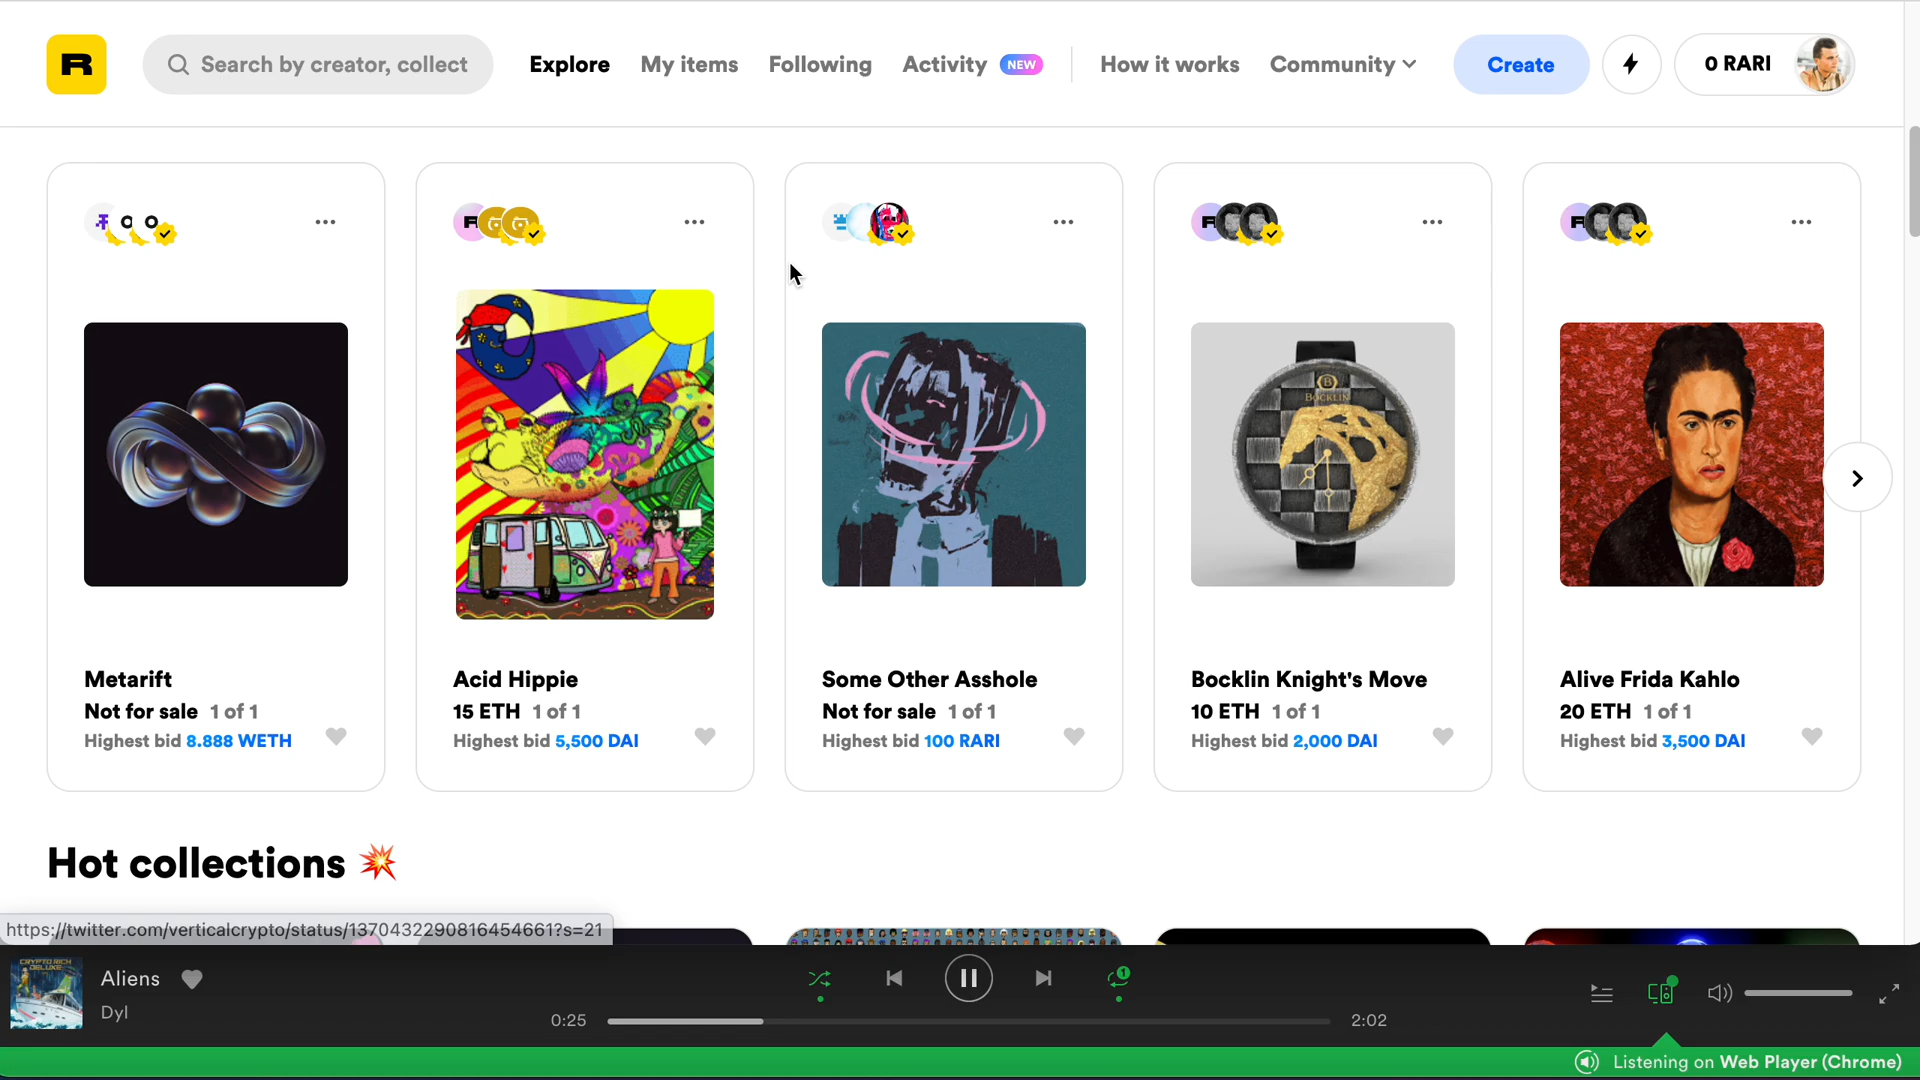 R
Search by creator, collect
Explore
My items
Following
Activity NEW
How it works
Community
Create
0 RARI
BOCKLIN
Metarift
Not for sale 1 of 1
Highest bid 8.888 WETH
Acid Hippie
15 ETH 1 of 1
Highest bid 5,500 DAI
Some Other Asshole
Not for sale 1 of 1
Highest bid 100 RARI
Bocklin Knight's Move
10 ETH 1 of 1
Highest bid 2,000 DAI
Alive Frida Kahlo
20 ETH 1 of 1
Highest bid 3,500 DAI
Hot collections
https://twitter.com/verticalcrypto/status/1370432290816454661?s=21
CRYPTO RICH
DELUXE
Aliens
Dyl
1
0:25
2:02
Listening on Web Player (Chrome)